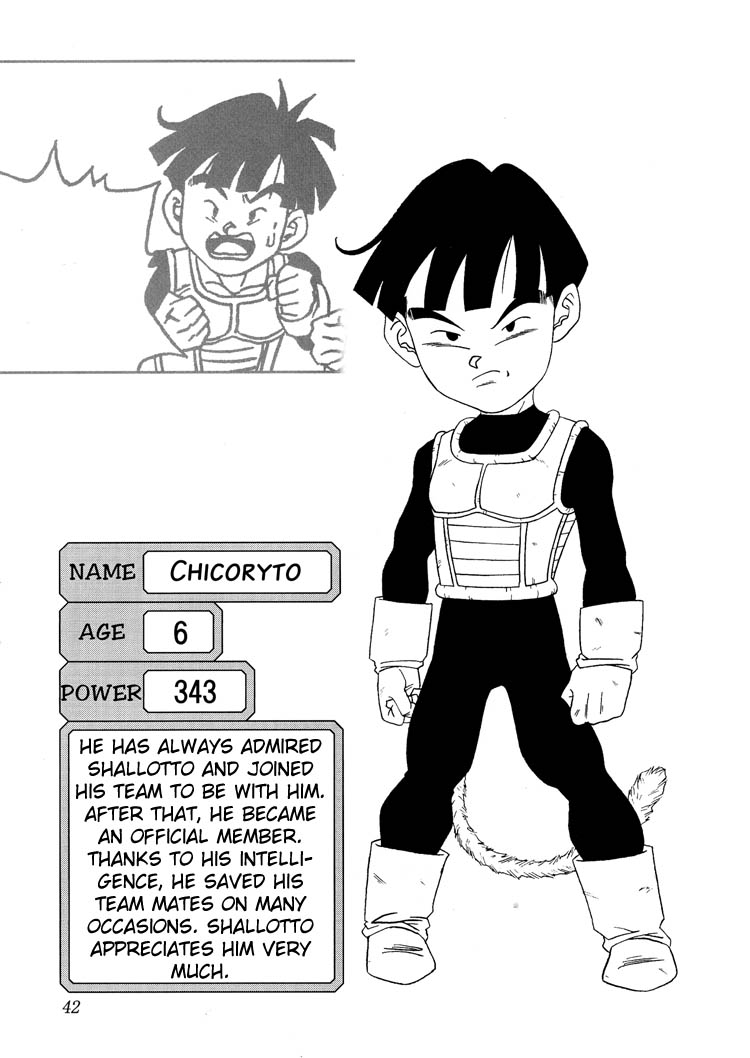 NAME CHICORYTO
AGE 6
POWER 343
HE HAS ALWAYS ADMIRED
SHALLOTTO AND JOINED
HIS TEAM TO BE WITH HIM.
AFTER THAT, HE BECAME
AN OFFICIAL MEMBER.
THANKS TO HIS INTELLI-
GENCE, HE SAVED HIS
TEAM MATES ON MANY
OCCASIONS. SHALLOTTO
APPRECIATES HIM VERY
MUCH.
42